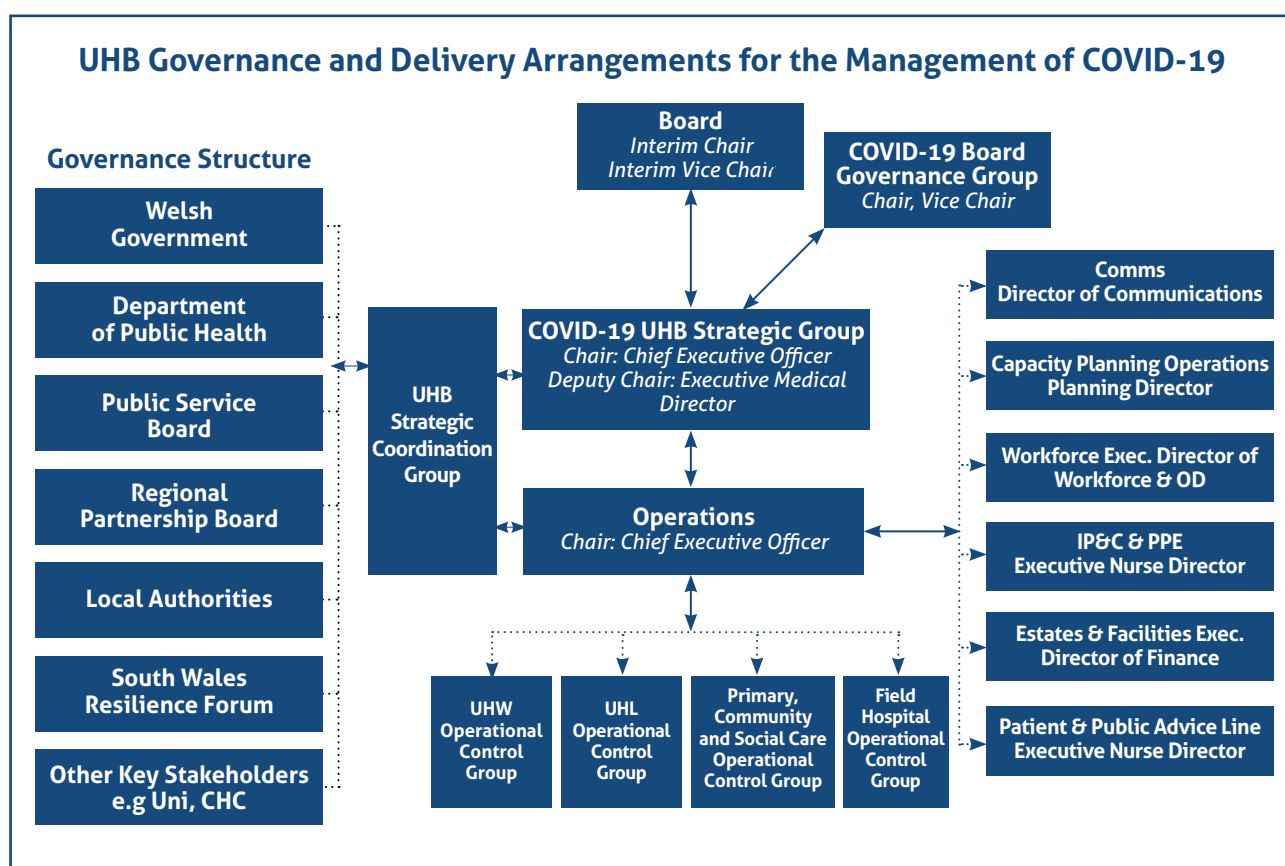 UHB Governance and Delivery Arrangements for the Management of COVID-19
Governance Structure
Welsh
Government
Department
of Public Health
Public Service
Board
Regional
Partnership Board
Local Authorities
South Wales
Resilience Forum
Other Key Stakeholders
e.g Uni, CHC
UHB
Strategic
Coordination
Group
Board
Interim Chair
Interim Vice Chair
COVID-19 Board
Governance Group
Chair, Vice Chair
COVID-19 UHB Strategic Group
Chair: Chief Executive Officer
Deputy Chair: Executive Medical
Director
Operations
Chair: Chief Executive Officer
UHW
Operational
Control
Group
UHL
Operational
Control
Group
Primary,
Community
and Social Care
Operational
Control Group
Field
Hospital
Operational
Control
Group
Comms
Director of Communications
Capacity Planning Operations
Planning Director
Workforce Exec. Director of
Workforce & OD
IP&C & PPE
Executive Nurse Director
Estates & Facilities Exec.
Director of Finance
Patient & Public Advice Line
Executive Nurse Director